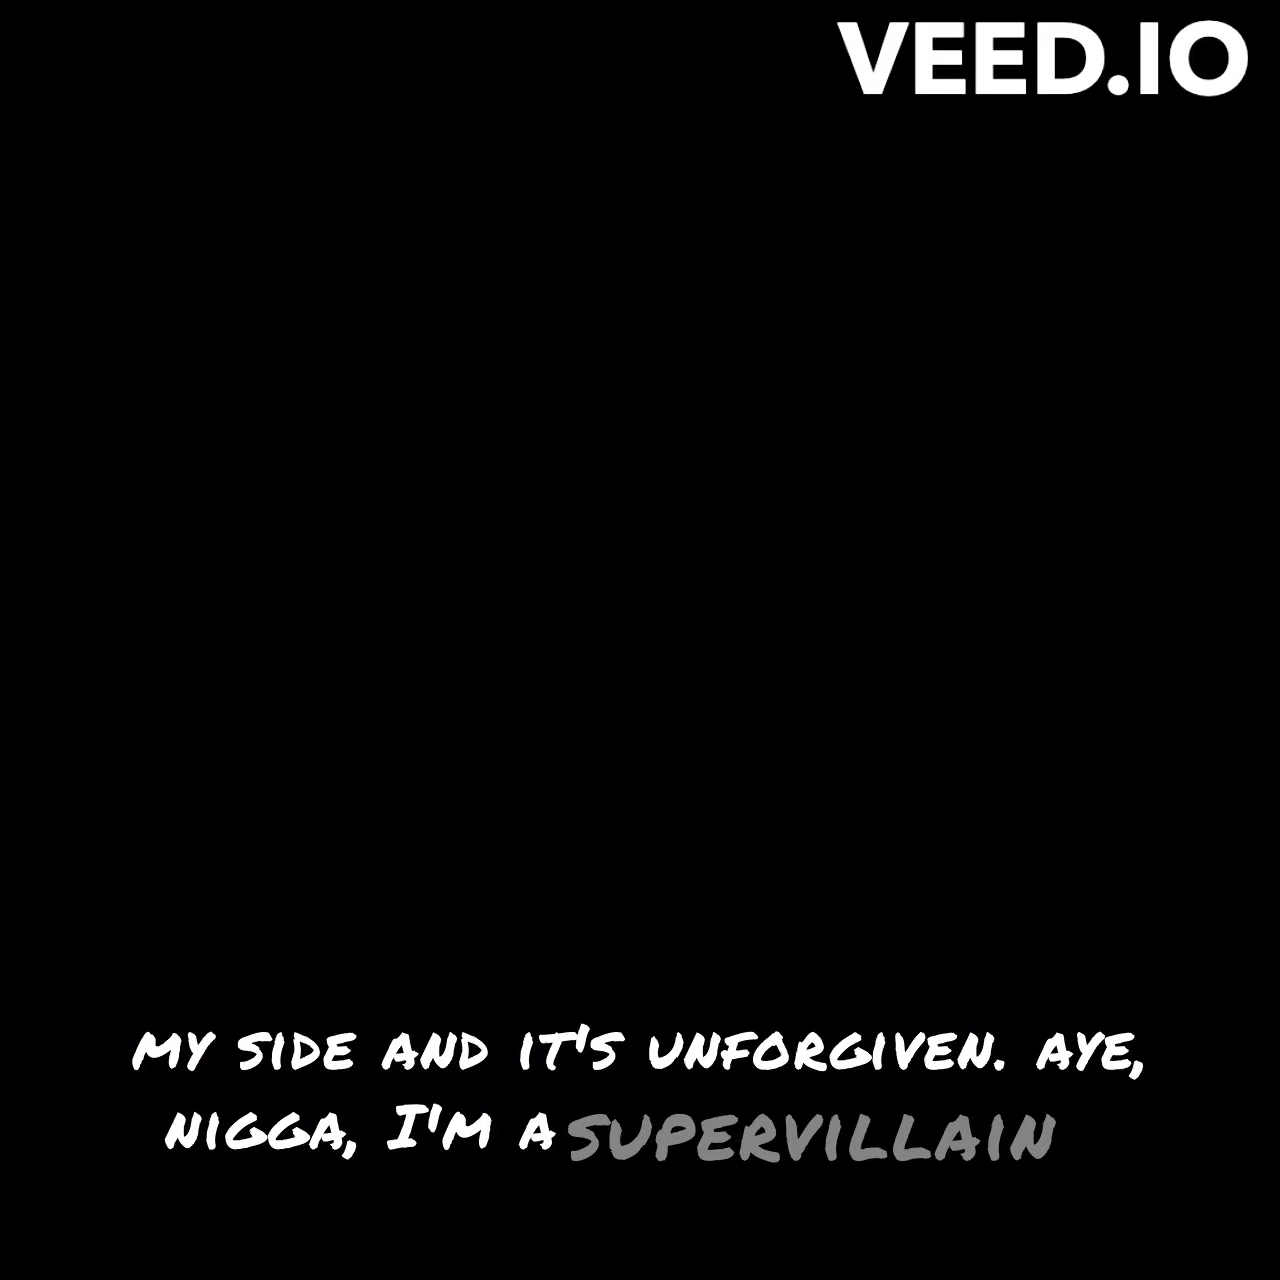 VEED.IO
MY SIDE AND IT'S UNFORGIVEN. AYE,
NIGGA, I'M A SUPERVILLAIN